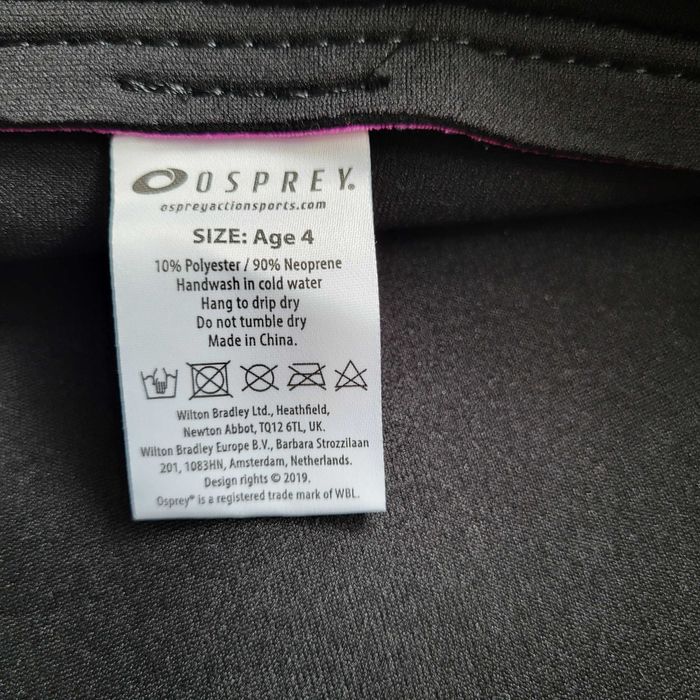 OSPREY®
ospreyactionsports.com
SIZE: Age 4
10% Polyester / 90% Neoprene
Handwash in cold water
Hang to drip dry
Do not tumble dry
Made in China.
Wilton Bradley Ltd., Heathfield,
Newton Abbot, TQ12 6TL, UK.
Wilton Bradley Europe B.V., Barbara Strozzilaan
201, 1083HN, Amsterdam, Netherlands.
Design rights © 2019.
Osprey® is a registered trade mark of WBL.